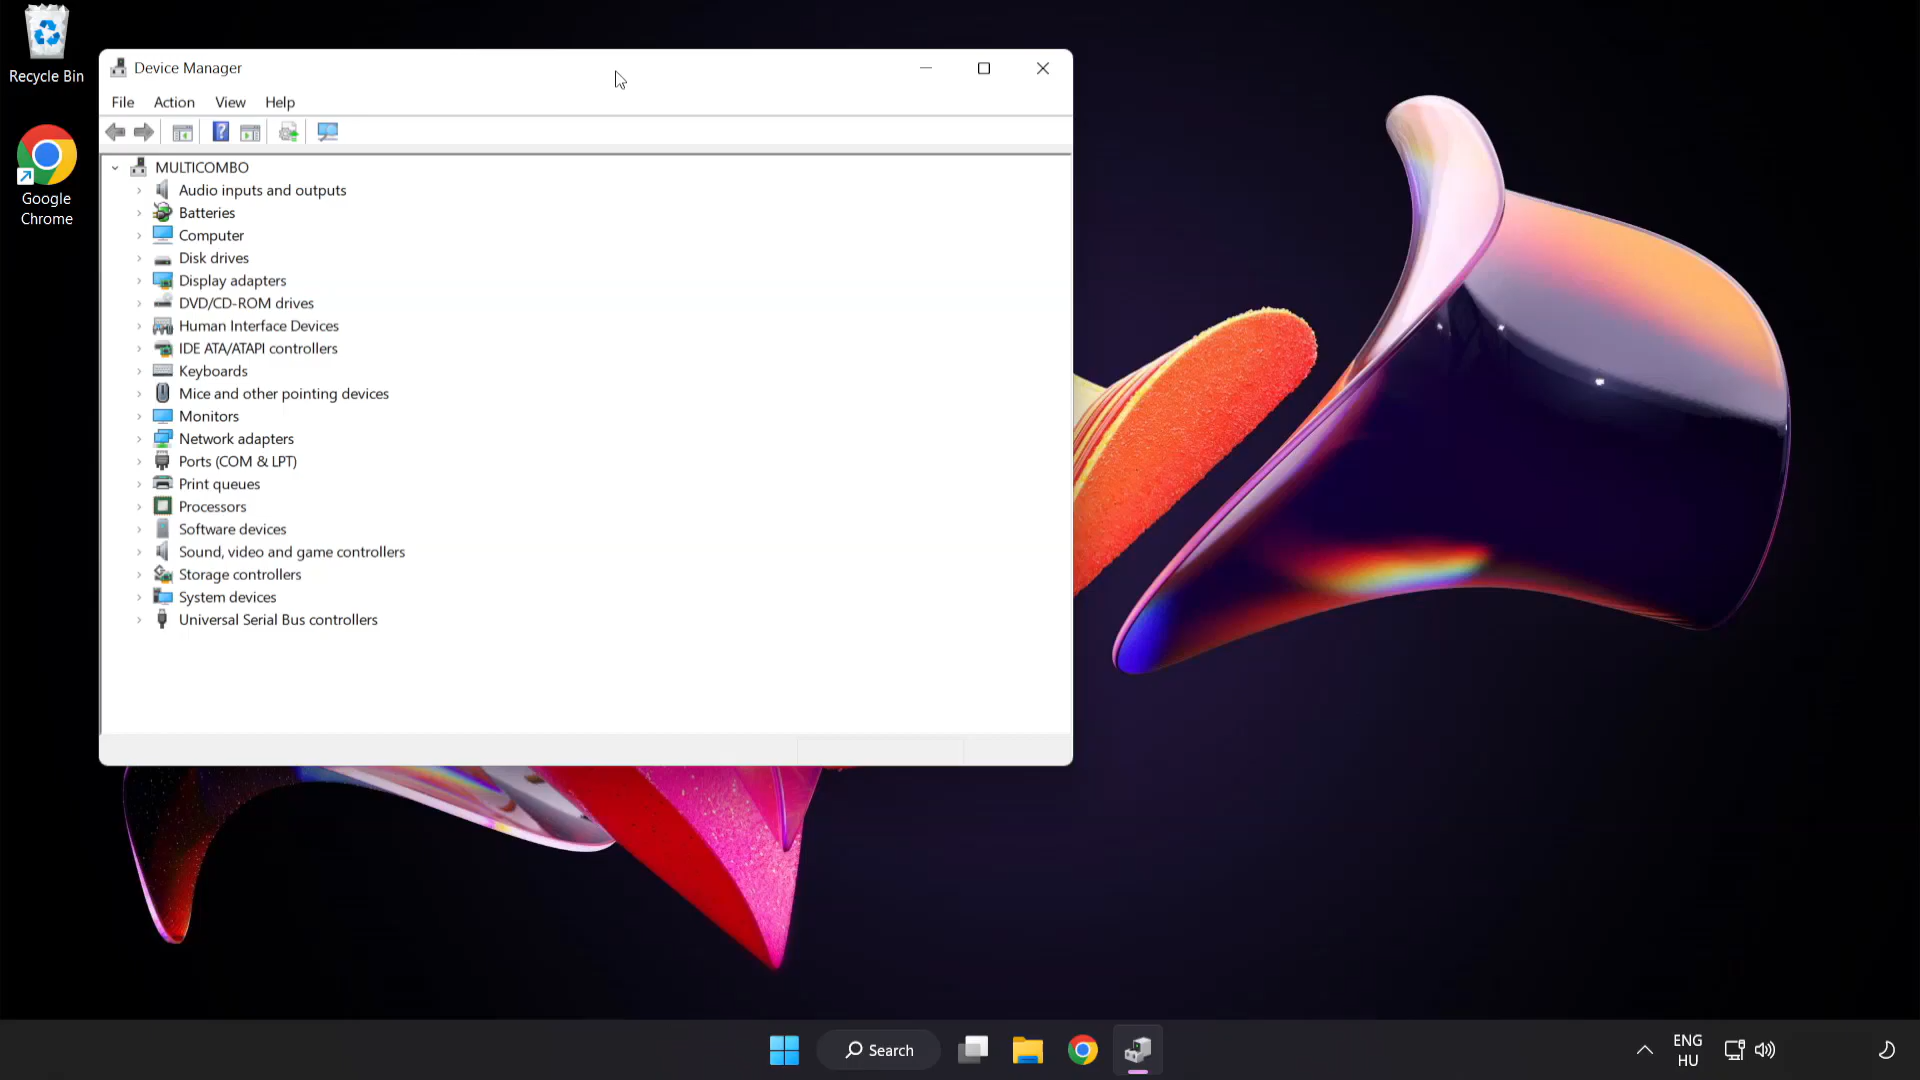 Recycle Bin
Google
Chrome
Device Manager
File Action View Help
MULTICOMBO
Audio inputs and outputs
Batteries
Computer
Disk drives
Display adapters
DVD/CD-ROM drives
Human Interface Devices
IDE ATA/ATAPI controllers
Keyboards
Mice and other pointing devices
Monitors
Network adapters
Ports (COM & LPT)
Print queues
Processors
Software devices
Sound, video and game controllers
Storage controllers
System devices
Universal Serial Bus controllers
Search
ENG
HU